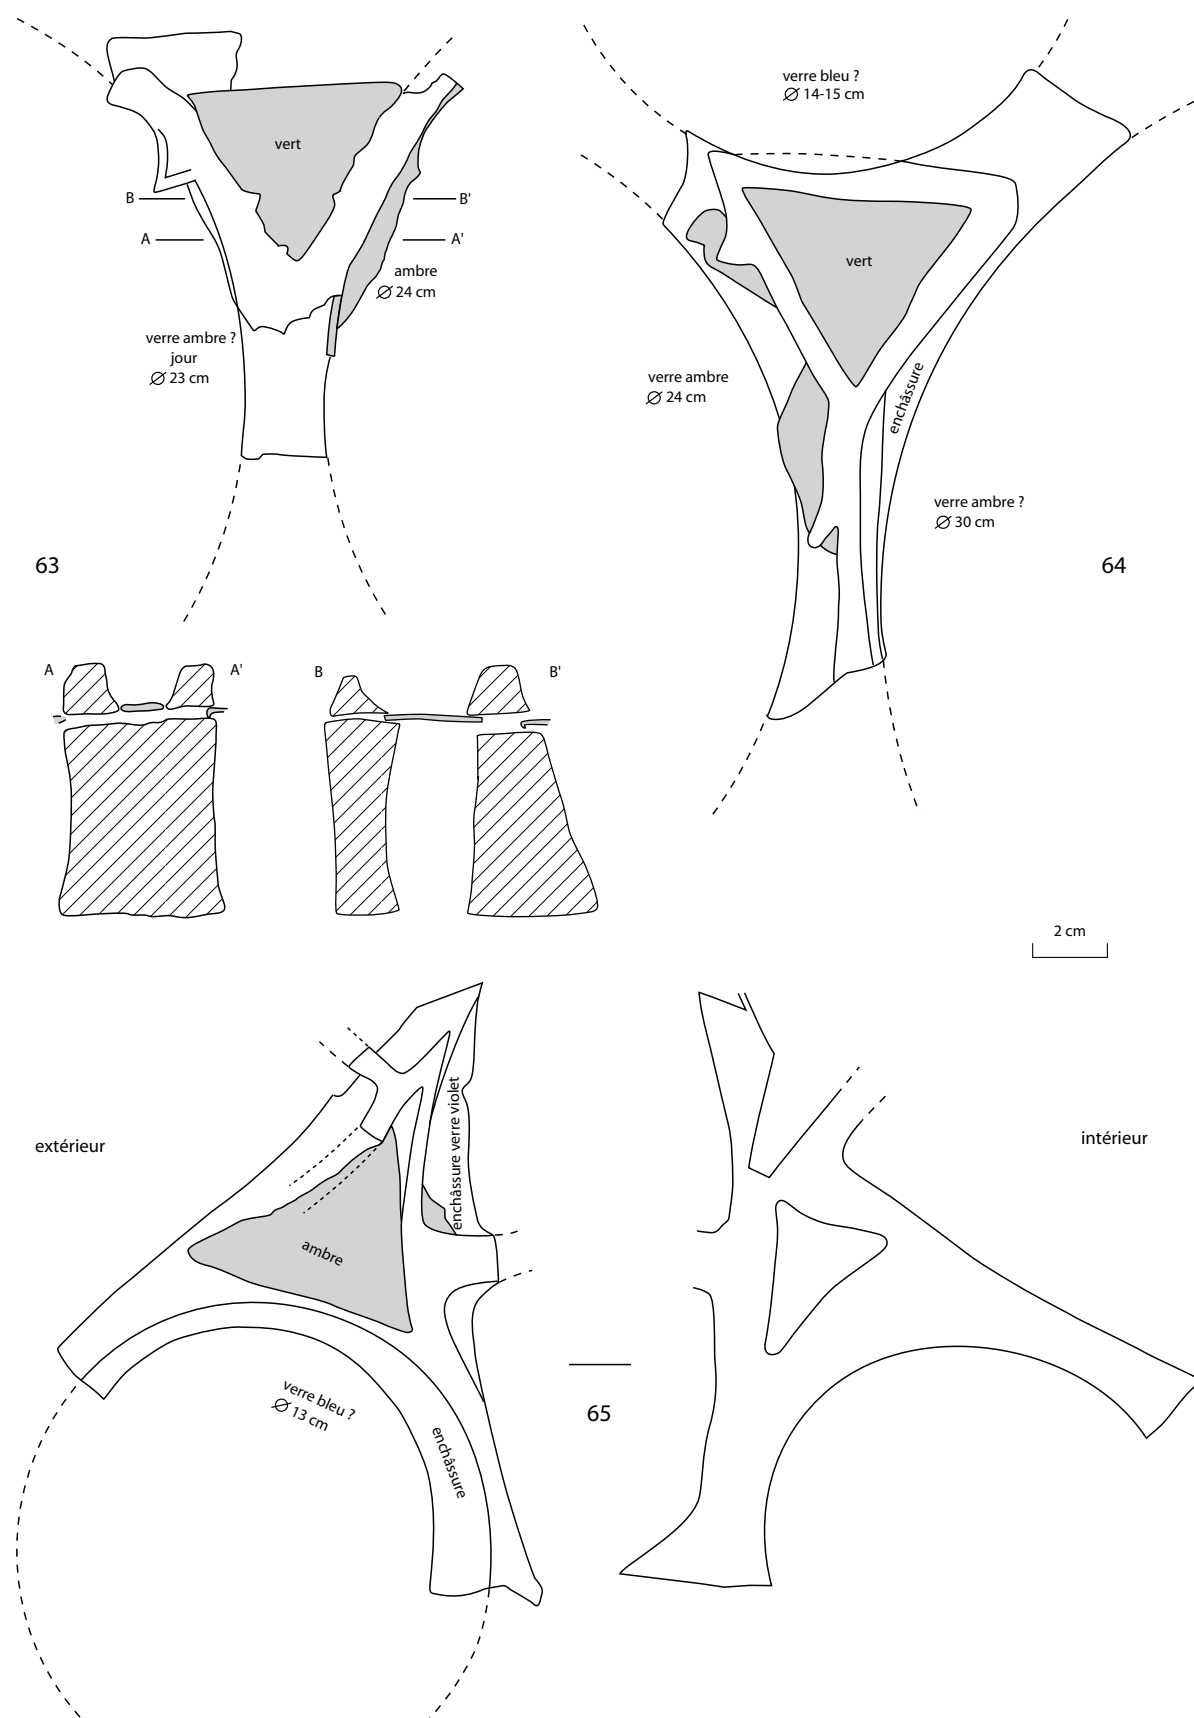 verre bleu ?
Ø 14-15 cm
vert
B
B'
A
A'
ambre
Ø 24 cm
verre ambre ?
jour
Ø 23 cm
63
vert
verre ambre
Ø 24 cm
enchâssure
verre ambre ?
Ø 30 cm
64
A
A'
B
B'
2 cm
extérieur
enchâssure verre violet
ambre
verre bleu ?
Ø 13 cm
enchâssure
65
intérieur